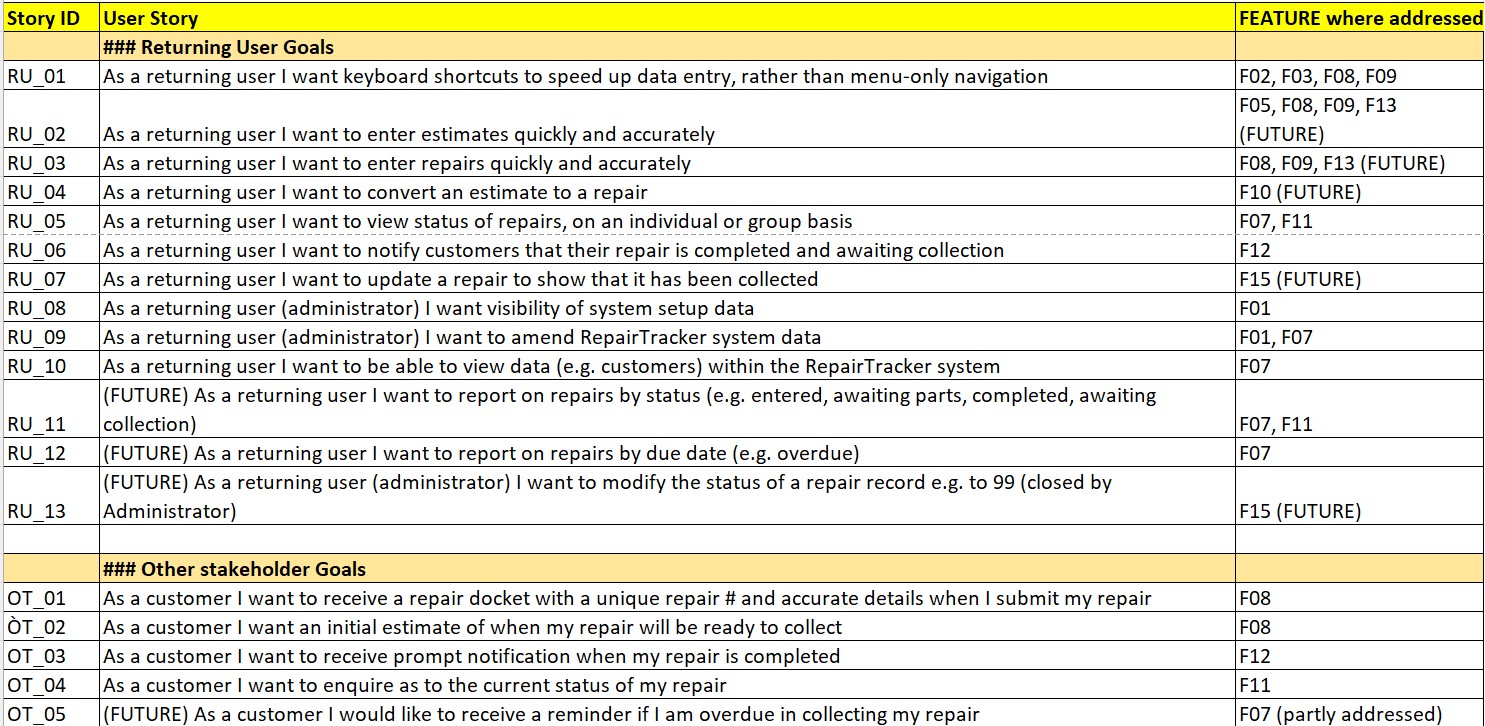 Story ID User Story FEATURE where addressed
### Returning User Goals
RU_01 As a returning user I want keyboard shortcuts to speed up data entry, rather than menu-only navigation F02, F03, F08, F09
F05, F08, F09, F13
RU_02 As a returning user I want to enter estimates quickly and accurately (FUTURE)
RU_03 As a returning user I want to enter repairs quickly and accurately F08, F09, F13 (FUTURE)
RU_04 As a returning user I want to convert an estimate to a repair F10 (FUTURE)
RU_05 As a returning user I want to view status of repairs, on an individual or group basis F07, F11
RU_06 As a returning user I want to notify customers that their repair is completed and awaiting collection F12
RU_07 As a returning user I want to update a repair to show that it has been collected F15 (FUTURE)
RU_08 As a returning user (administrator) I want visibility of system setup data F01
RU_09 As a returning user (administrator) I want to amend RepairTracker system data F01, F07
RU_10 As a returning user I want to be able to view data (e.g. customers) within the RepairTracker system F07
(FUTURE) As a returning user I want to report on repairs by status (e.g. entered, awaiting parts, completed, awaiting
RU_11 collection) F07, F11
RU_12 (FUTURE) As a returning user I want to report on repairs by due date (e.g. overdue) F07
(FUTURE) As a returning user (administrator) I want to modify the status of a repair record e.g. to 99 (closed by
RU_13 Administrator) F15 (FUTURE)
### Other stakeholder Goals
OT_01 As a customer I want to receive a repair docket with a unique repair # and accurate details when I submit my repair F08
ÒT_02 As a customer I want an initial estimate of when my repair will be ready to collect F08
OT_03 As a customer I want to receive prompt notification when my repair is completed F12
OT_04 As a customer I want to enquire as to the current status of my repair F11
OT_05 (FUTURE) As a customer I would like to receive a reminder if I am overdue in collecting my repair F07 (partly addressed)